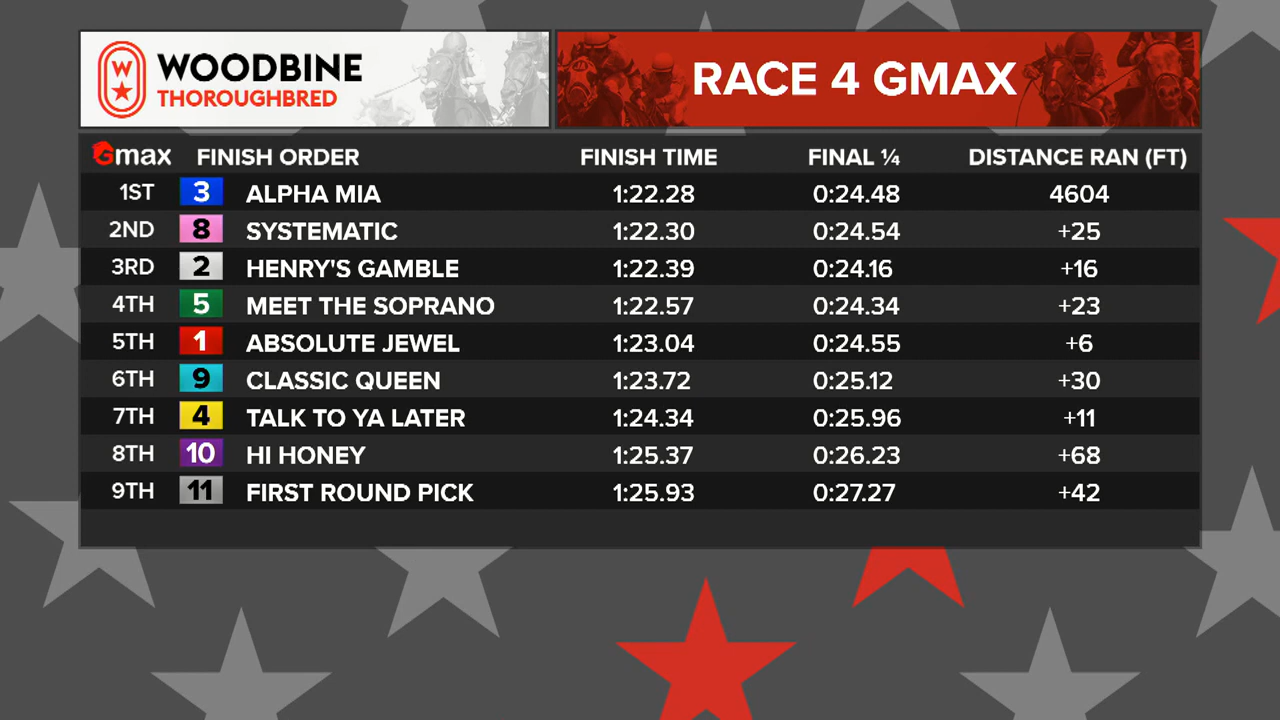 W
WOODBINE
THOROUGHBRED
RACE 4 GMAX
Gmax FINISH ORDER FINISH TIME FINAL ¼ DISTANCE RAN (FT)
1ST 3 ALPHA MIA 1:22.28 0:24.48 4604
2ND 8 SYSTEMATIC 1:22.30 0:24.54 +25
3RD 2 HENRY'S GAMBLE 1:22.39 0:24.16 +16
4TH 5 MEET THE SOPRANO 1:22.57 0:24.34 +23
5TH 1 ABSOLUTE JEWEL 1:23.04 0:24.55 +6
6TH 9 CLASSIC QUEEN 1:23.72 0:25.12 +30
7TH 4 TALK TO YA LATER 1:24.34 0:25.96 +11
8TH 10 HI HONEY 1:25.37 0:26.23 +68
9TH 11 FIRST ROUND PICK 1:25.93 0:27.27 +42